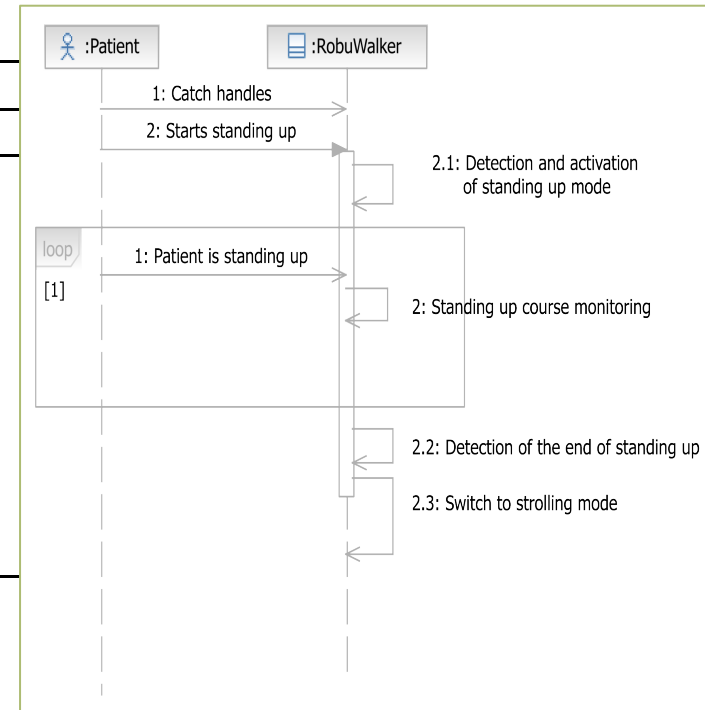 :Patient
:RobuWalker
1: Catch handles
2: Starts standing up
2.1: Detection and activation
of standing up mode
loop
[1]
1: Patient is standing up
2: Standing up course monitoring
2.2: Detection of the end of standing up
2.3: Switch to strolling mode